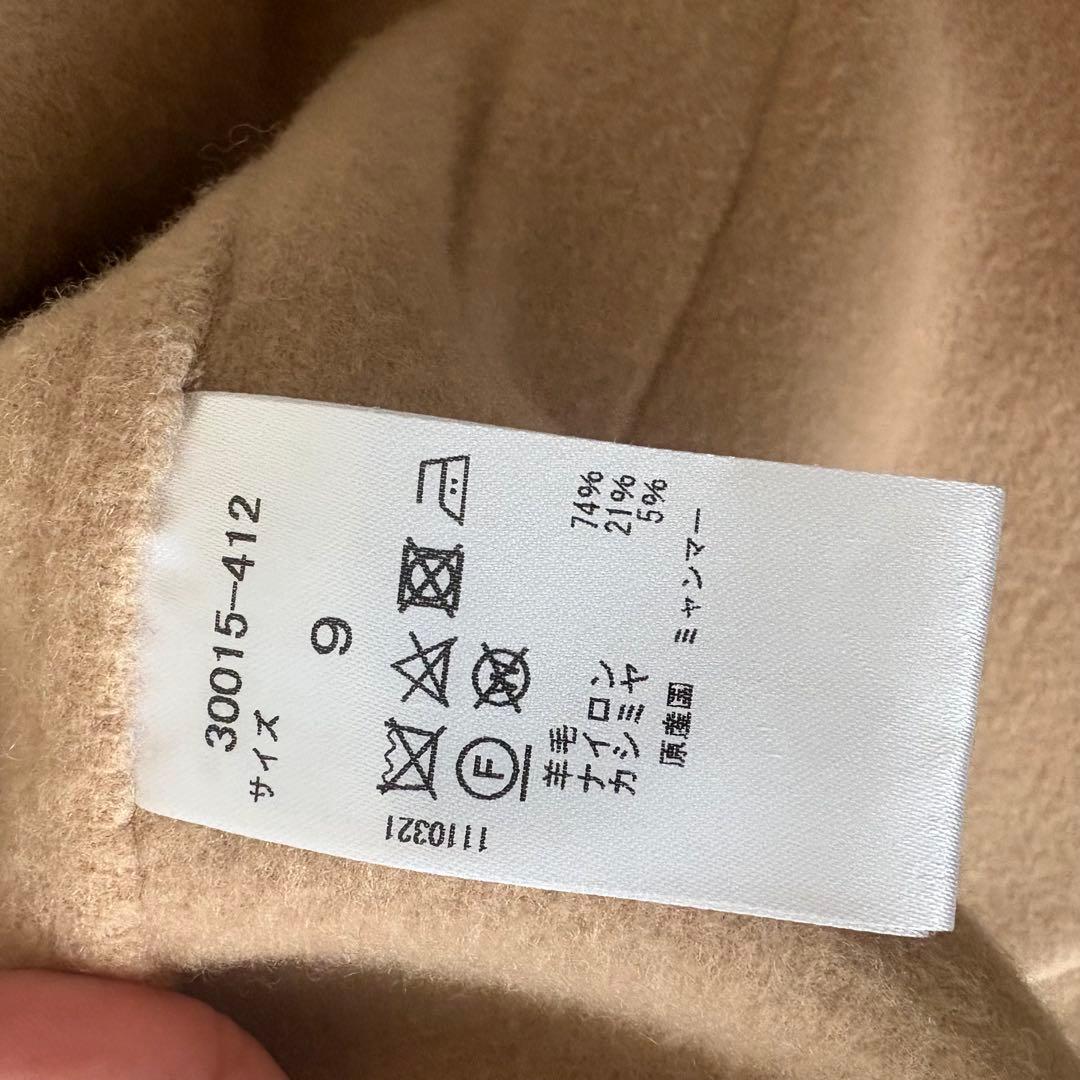 30015-412
サイズ
9
F
W
羊毛 74%
ナイロン 21%
カシミヤ 5%
原産国 ミャンマー
1110321